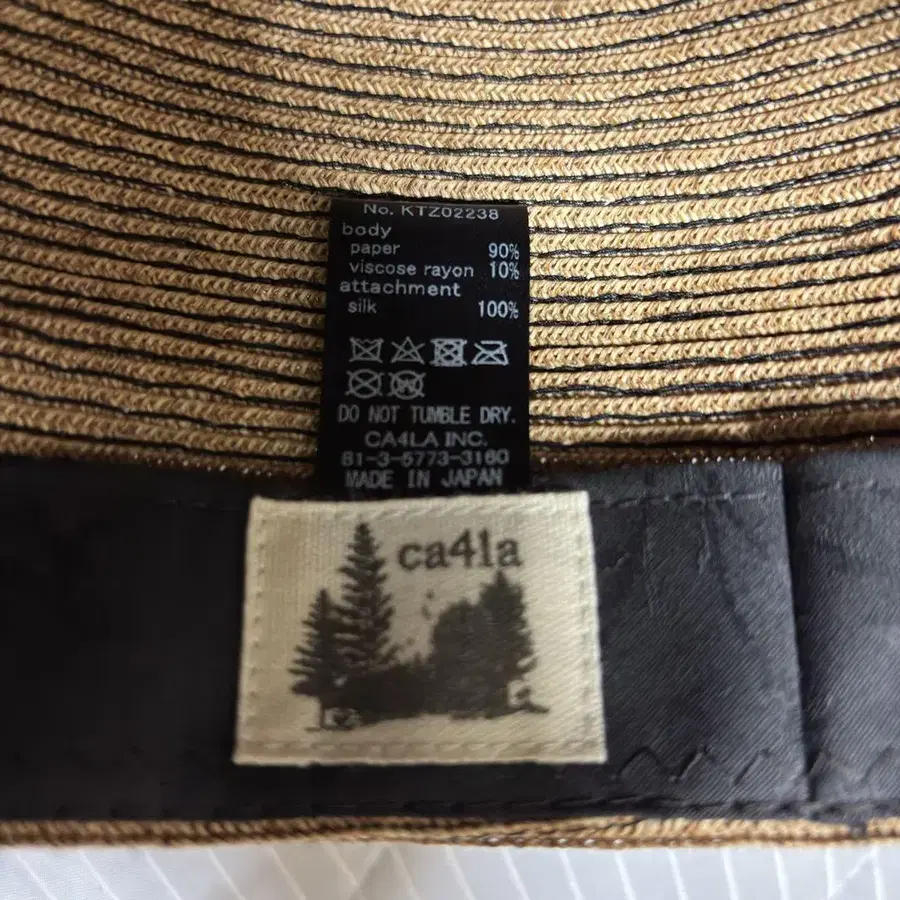 No. KTZ02238
body
paper 90%
viscose rayon 10%
attachment
silk 100%
DO NOT TUMBLE DRY.
CA4LA INC.
81-3-5773-3160
MADE IN JAPAN
ca4la